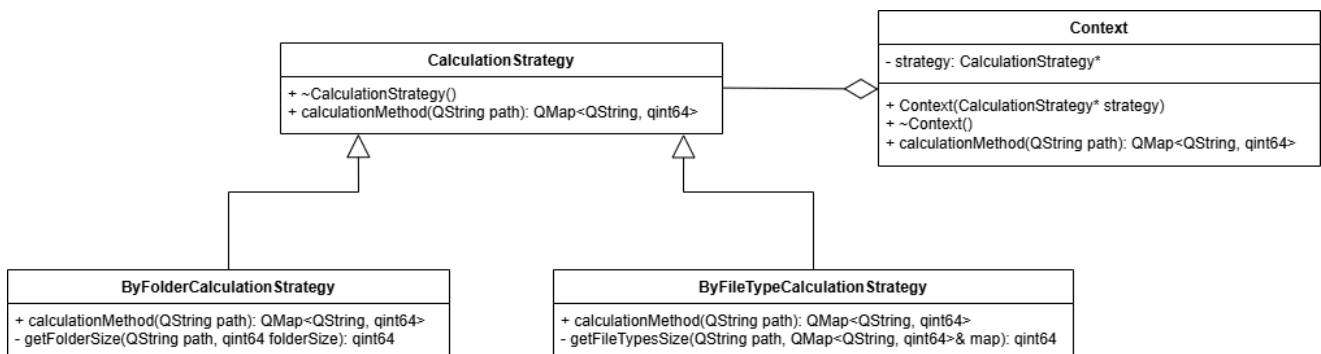 Context
- strategy: CalculationStrategy*
+ Context(CalculationStrategy* strategy)
+ ~Context()
+ calculationMethod(QString path): QMap<QString, qint64>
CalculationStrategy
+ ~CalculationStrategy()
+ calculationMethod(QString path): QMap<QString, qint64>
ByFolderCalculationStrategy
+ calculationMethod(QString path): QMap<QString, qint64>
- getFolderSize(QString path, qint64 folderSize): qint64
ByFileTypeCalculationStrategy
+ calculationMethod(QString path): QMap<QString, qint64>
- getFileTypesSize(QString path, QMap<QString, qint64>& map): qint64